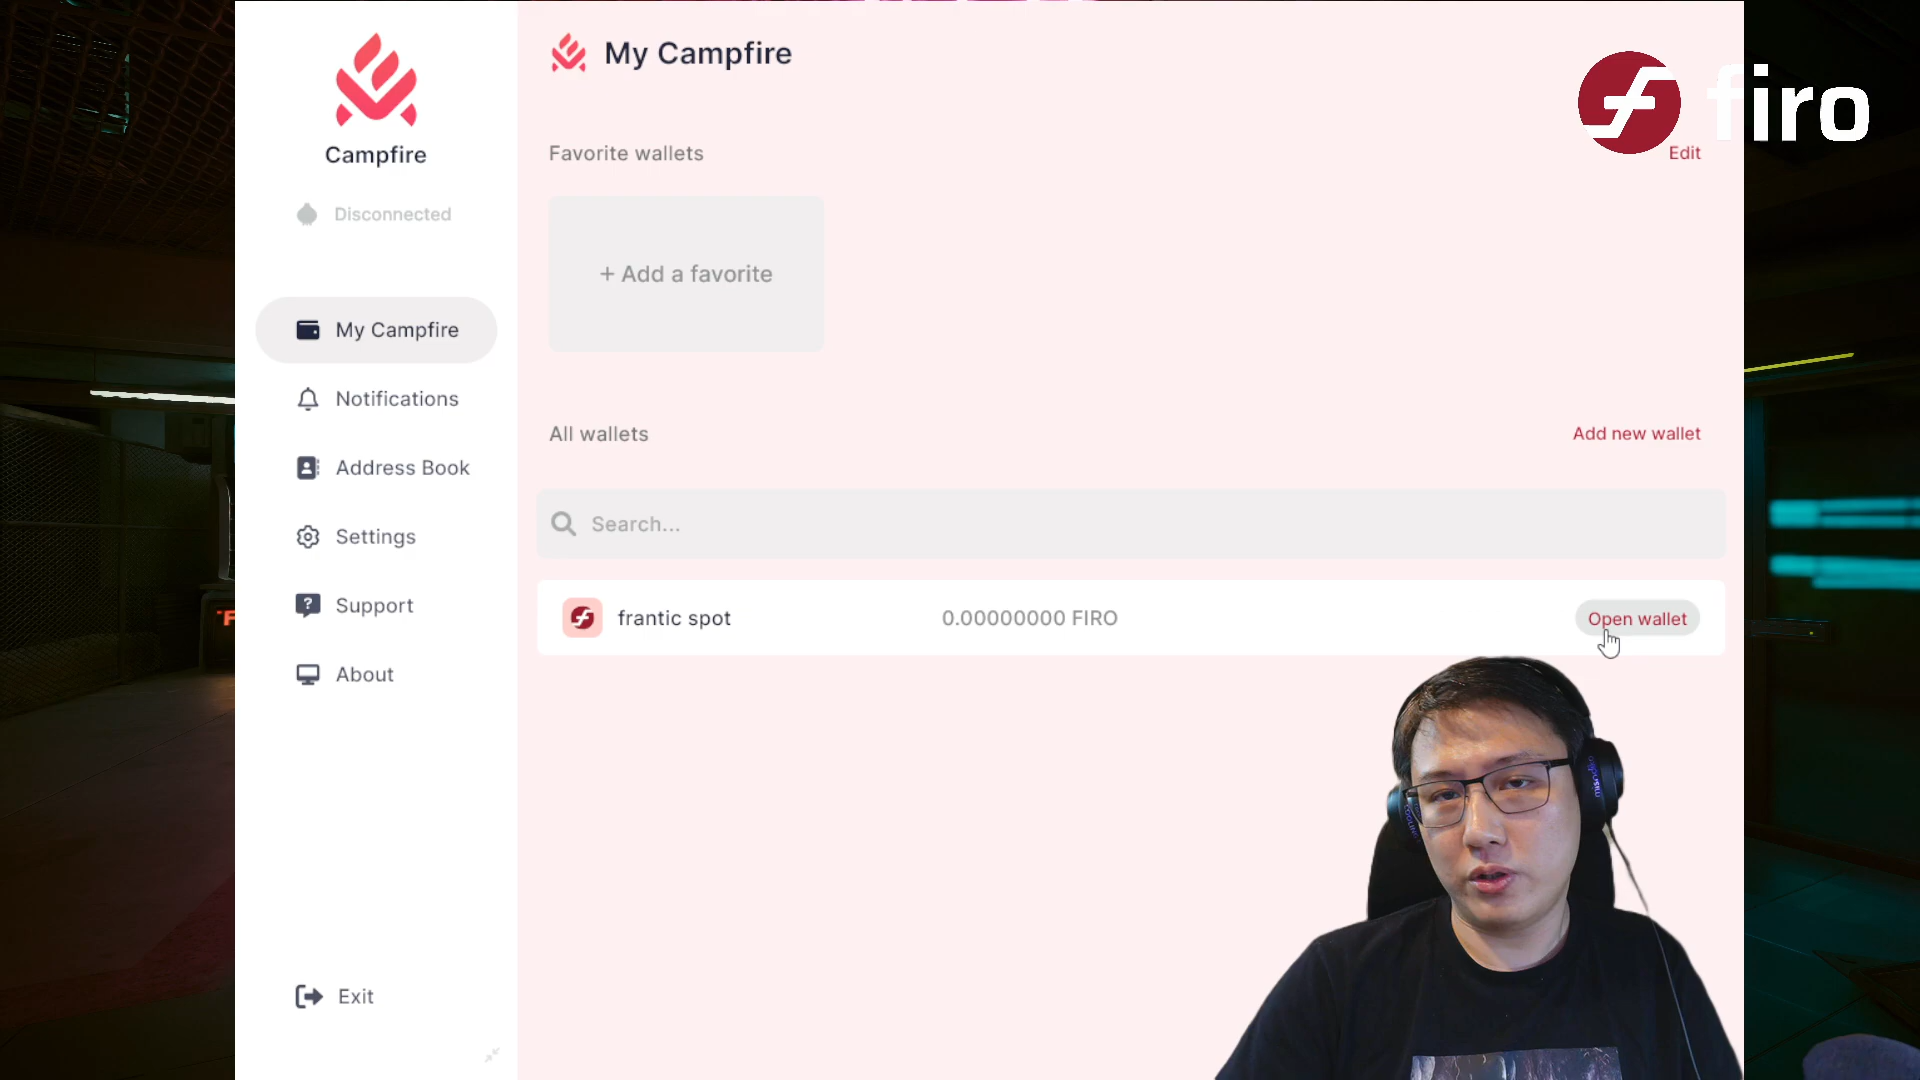 Campfire
Disconnected
My Campfire
Notifications
Address Book
Settings
Support
About
Exit
My Campfire
firo
Favorite wallets
Edit
+ Add a favorite
All wallets
Add new wallet
Search...
frantic spot
0.00000000 FIRO
Open wallet